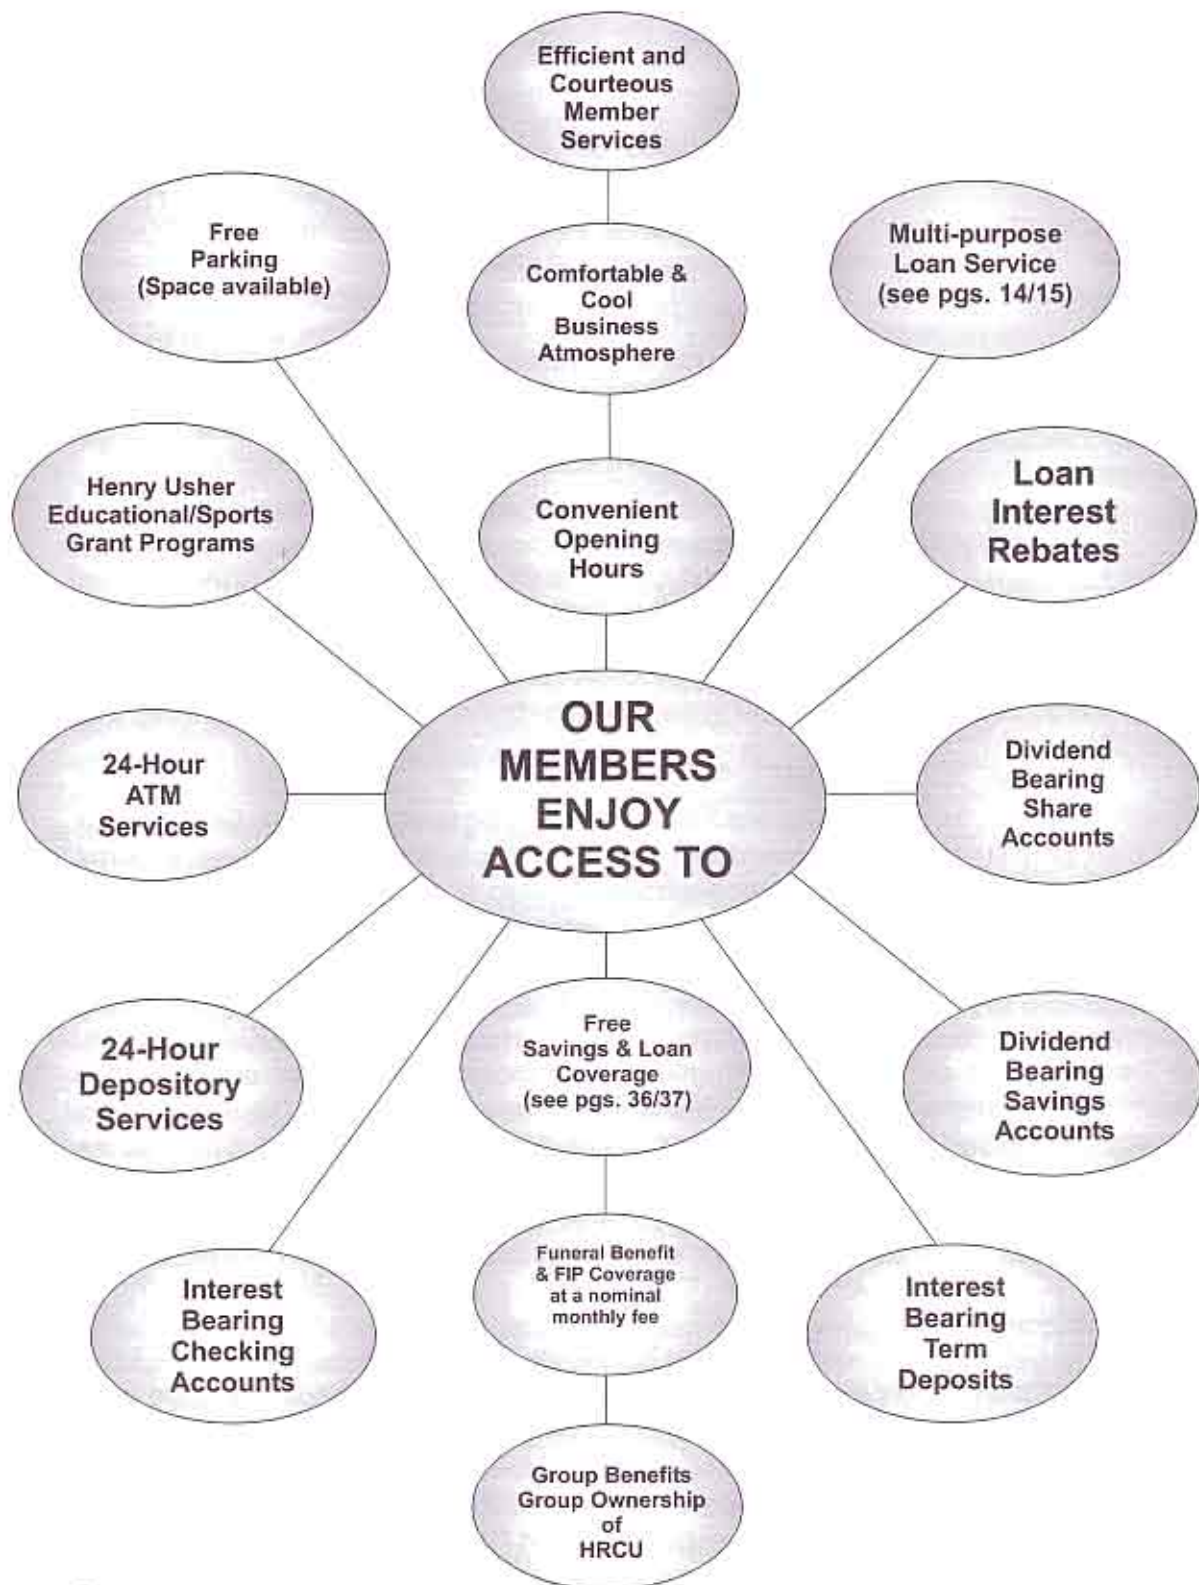 Efficient and
Courteous
Member
Services
Free
Parking
(Space available)
Comfortable &
Cool
Business
Atmosphere
Multi-purpose
Loan Service
(see pgs. 14/15)
Henry Usher
Educational/Sports
Grant Programs
Convenient
Opening
Hours
Loan
Interest
Rebates
OUR
MEMBERS
ENJOY
ACCESS TO
24-Hour
ATM
Services
Dividend
Bearing
Share
Accounts
24-Hour
Depository
Services
Free
Savings & Loan
Coverage
(see pgs. 36/37)
Dividend
Bearing
Savings
Accounts
Interest
Bearing
Checking
Accounts
Funeral Benefit
& FIP Coverage
at a nominal
monthly fee
Interest
Bearing
Term
Deposits
Group Benefits
Group Ownership
of
HRCU